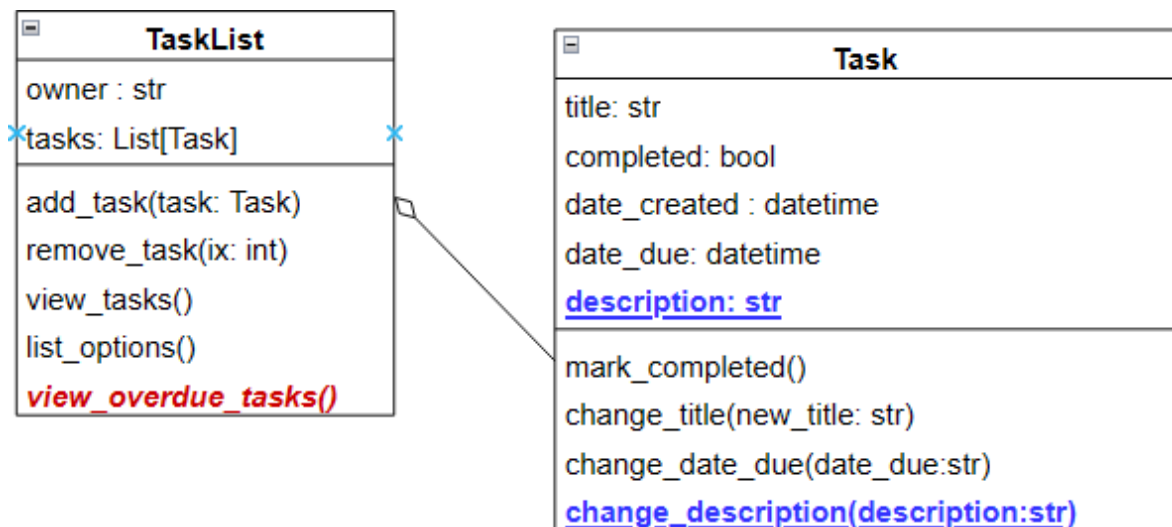 TaskList
owner : str
tasks: List[Task]
add_task(task: Task)
remove_task(ix: int)
view_tasks()
list_options()
view_overdue_tasks()
Task
title: str
completed: bool
date_created : datetime
date_due: datetime
description: str
mark_completed()
change_title(new_title: str)
change_date_due(date_due:str)
change_description(description:str)